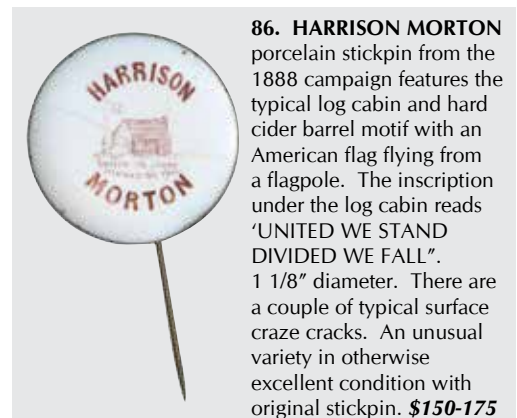 HARRISON
MORTON
86. HARRISON MORTON
porcelain stickpin from the
1888 campaign features the
typical log cabin and hard
cider barrel motif with an
American flag flying from
a flagpole. The inscription
under the log cabin reads
‘UNITED WE STAND
DIVIDED WE FALL”.
1 1/8” diameter. There are
a couple of typical surface
craze cracks. An unusual
variety in otherwise
excellent condition with
original stickpin. $150-175